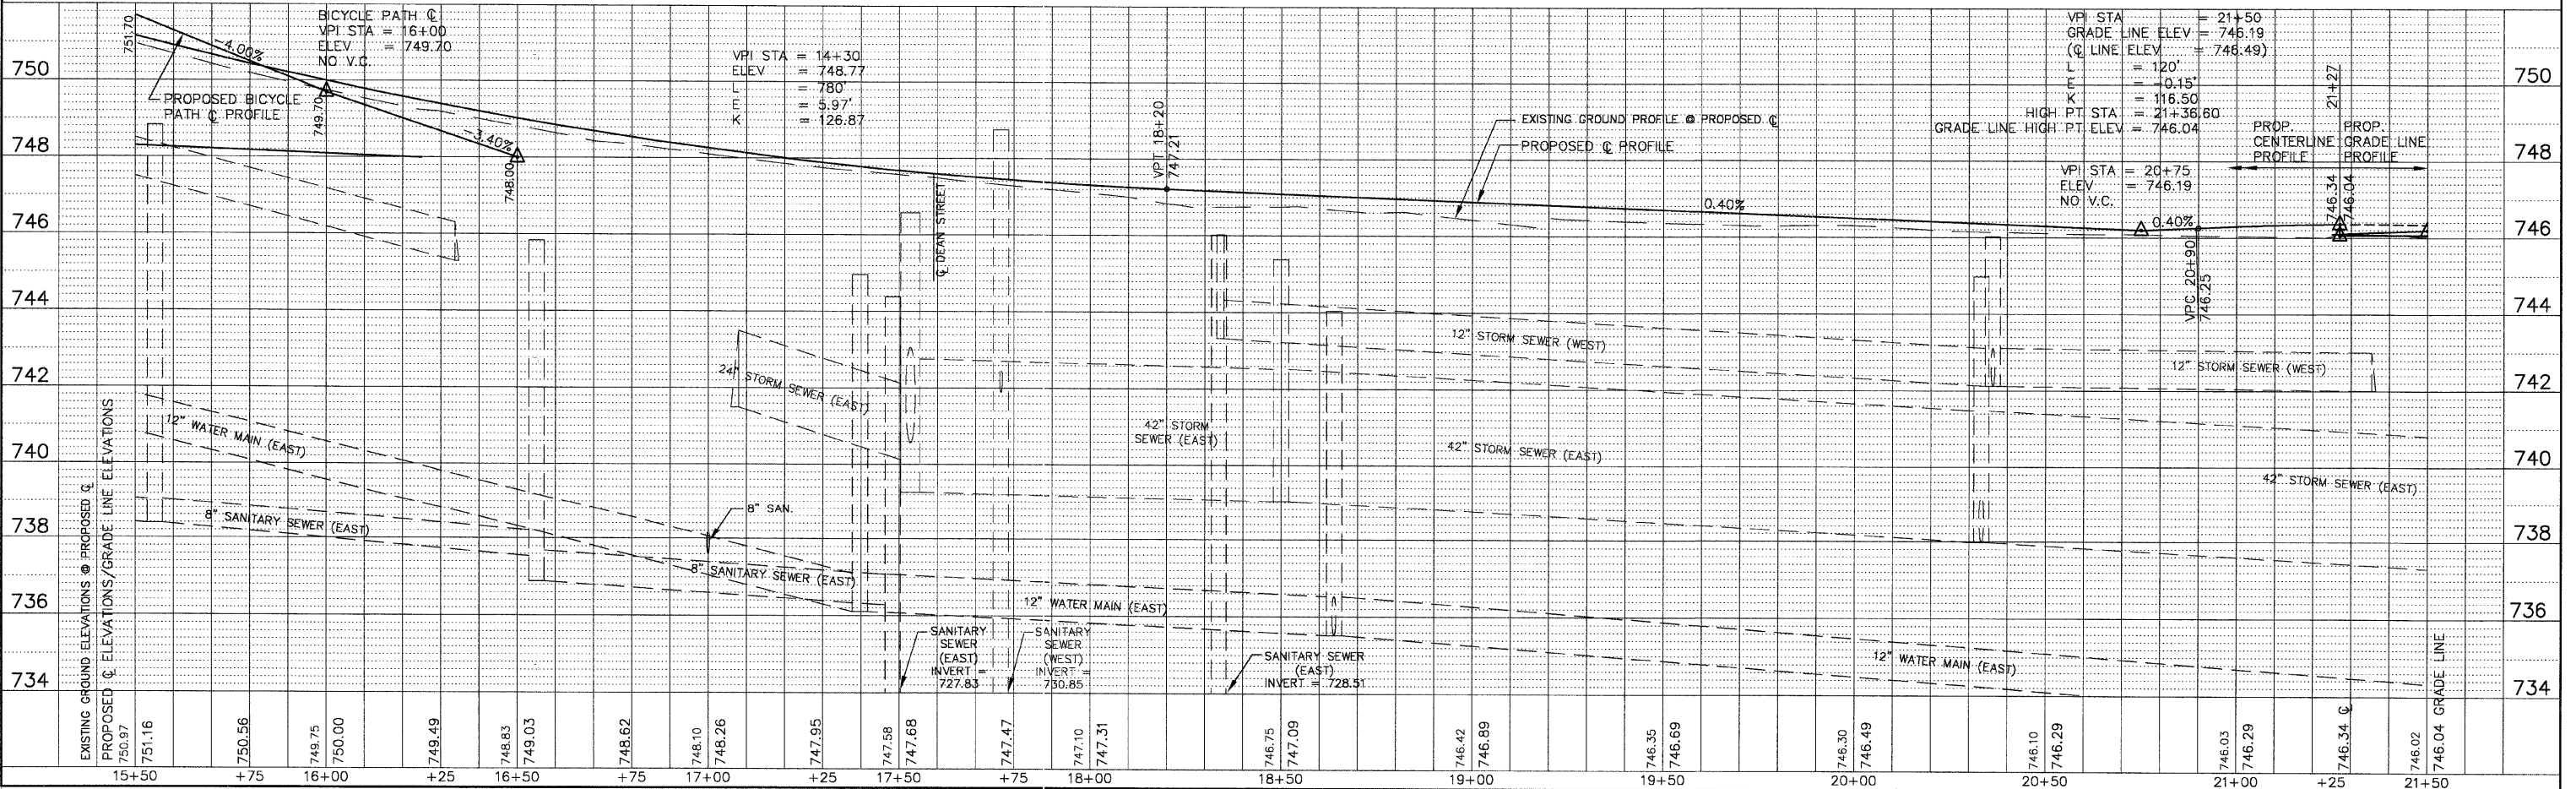 BICYCLE PATH ℄
VPI STA = 16+00
ELEV = 749.70
NO V.C.
751.70
-4.00%
PROPOSED BICYCLE
PATH ℄ PROFILE
749.70
-3.40%
748.00
VPI STA = 14+30
ELEV = 748.77
L = 780'
E = 5.97'
K = 126.87
VPT 18+20
747.21
EXISTING GROUND PROFILE @ PROPOSED ℄
PROPOSED ℄ PROFILE
0.40%
VPI STA = 21+50
GRADE LINE ELEV = 746.19
(℄ LINE ELEV = 746.49)
L = 120'
E = -0.15'
K = 116.50
HIGH PT STA = 21+36.60
GRADE LINE HIGH PT ELEV = 746.04
21+27
PROP.
CENTERLINE
PROFILE
PROP.
GRADE LINE
PROFILE
VPI STA = 20+75
ELEV = 746.19
NO V.C.
0.40%
VPC 20+90
746.25
746.34
746.04
750
748
746
744
742
740
738
736
734
750
748
746
744
742
740
738
736
734
℄ DEAN STREET
24" STORM SEWER (EAST)
12" WATER MAIN (EAST)
8" SANITARY SEWER (EAST)
8" SAN.
8" SANITARY SEWER (EAST)
12" WATER MAIN (EAST)
SANITARY
SEWER
(EAST)
INVERT =
727.83
SANITARY
SEWER
(WEST)
INVERT =
730.85
SANITARY SEWER
(EAST)
INVERT = 728.51
42" STORM
SEWER (EAST)
12" STORM SEWER (WEST)
42" STORM SEWER (EAST)
12" STORM SEWER (WEST)
42" STORM SEWER (EAST)
12" WATER MAIN (EAST)
EXISTING GROUND ELEVATIONS @ PROPOSED ℄
PROPOSED ℄ ELEVATIONS/GRADE LINE ELEVATIONS
750.97
751.16
750.56
749.75
750.00
749.49
748.83
749.03
748.62
748.10
748.26
747.95
747.58
747.68
747.47
747.10
747.31
746.75
747.09
746.42
746.89
746.35
746.69
746.30
746.49
746.10
746.29
746.03
746.29
746.34 ℄
746.02
746.04 GRADE LINE
15+50 +75 16+00 +25 16+50 +75 17+00 +25 17+50 +75 18+00 18+50 19+00 19+50 20+00 20+50 21+00 +25 21+50